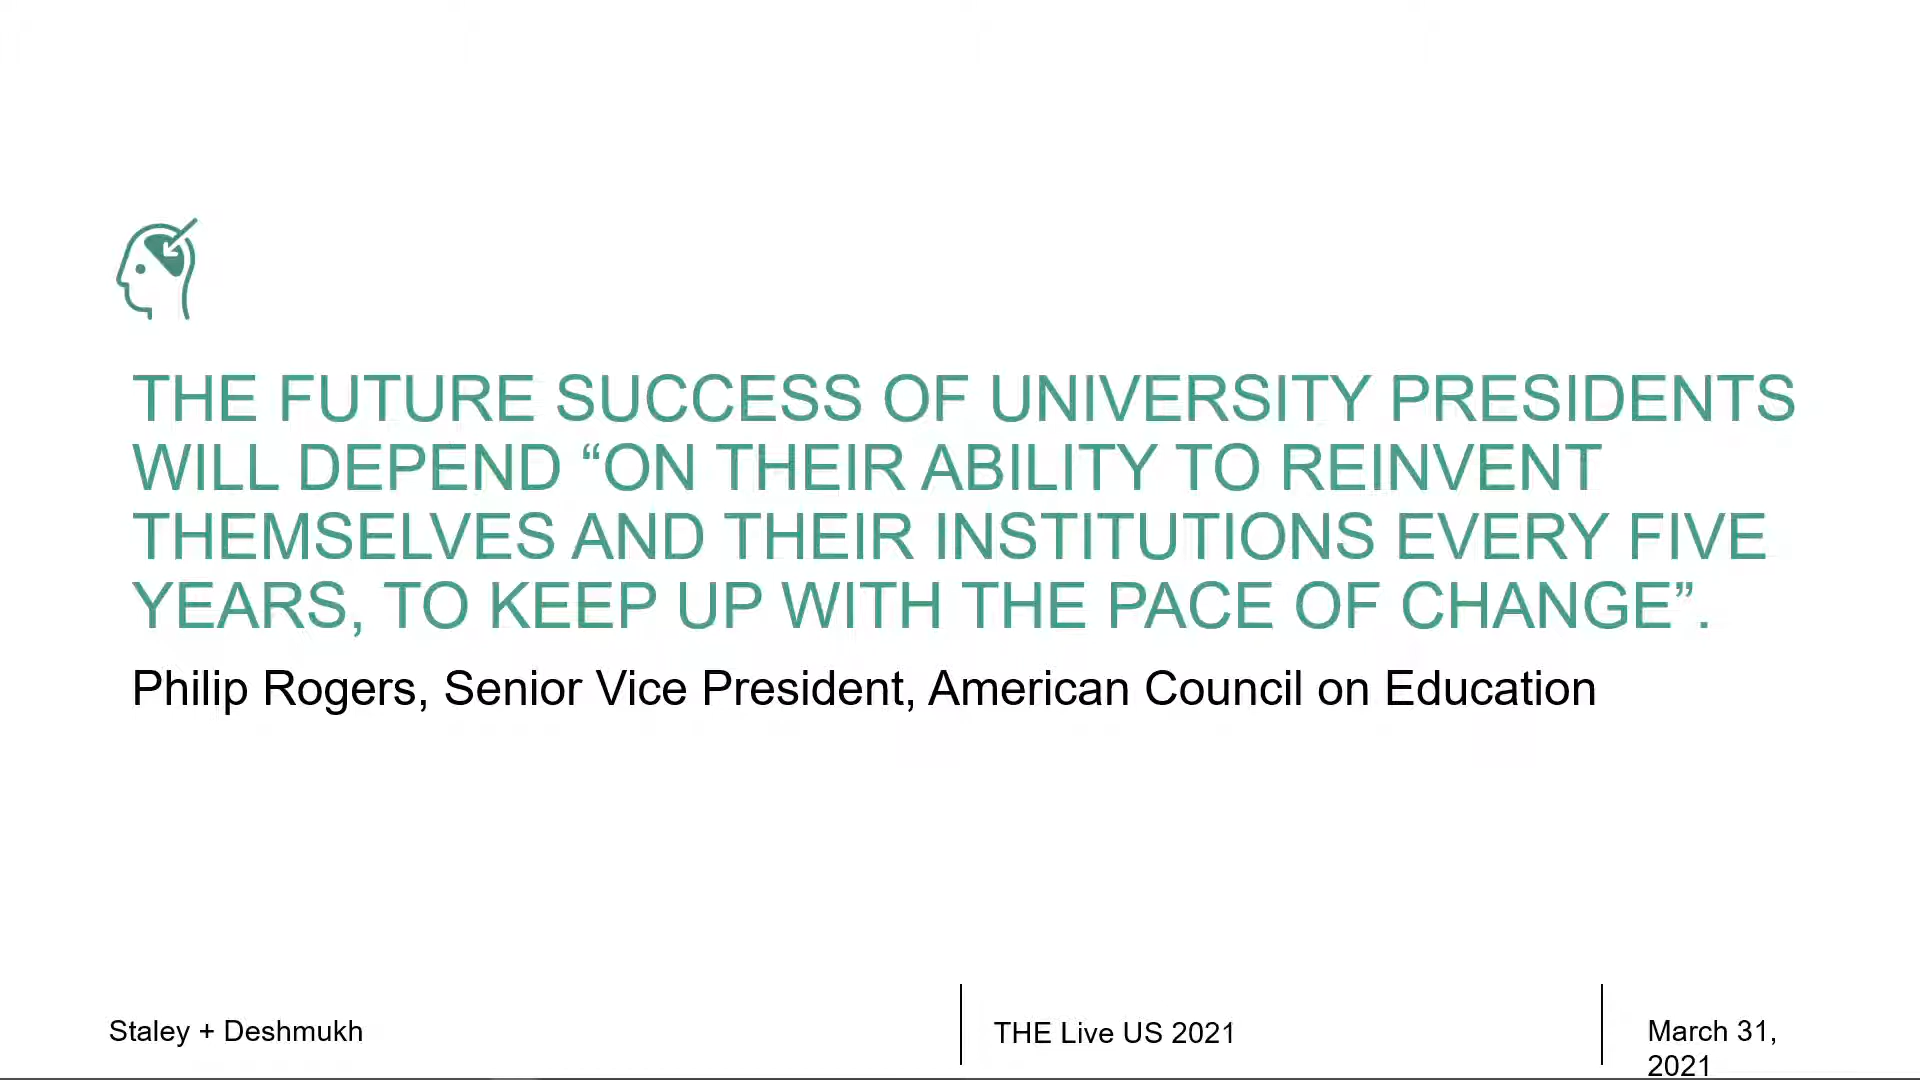 THE FUTURE SUCCESS OF UNIVERSITY PRESIDENTS
WILL DEPEND “ON THEIR ABILITY TO REINVENT
THEMSELVES AND THEIR INSTITUTIONS EVERY FIVE
YEARS, TO KEEP UP WITH THE PACE OF CHANGE”.
Philip Rogers, Senior Vice President, American Council on Education
Staley + Deshmukh
THE Live US 2021
March 31,
2021